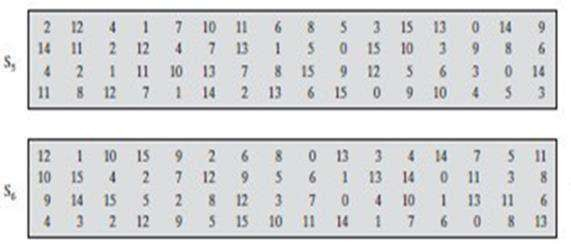 2 12 4 1 7 10 11 6 8 5 3 15 13 0 14 9
14 11 2 12 4 7 13 1 5 0 15 10 3 9 8 6
S₅
4 2 1 11 10 13 7 8 15 9 12 5 6 3 0 14
11 8 12 7 1 14 2 13 6 15 0 9 10 4 5 3
12 1 10 15 9 2 6 8 0 13 3 4 14 7 5 11
10 15 4 2 7 12 9 5 6 1 13 14 0 11 3 8
S₆
9 14 15 5 2 8 12 3 7 0 4 10 1 13 11 6
4 3 2 12 9 5 15 10 11 14 1 7 6 0 8 13